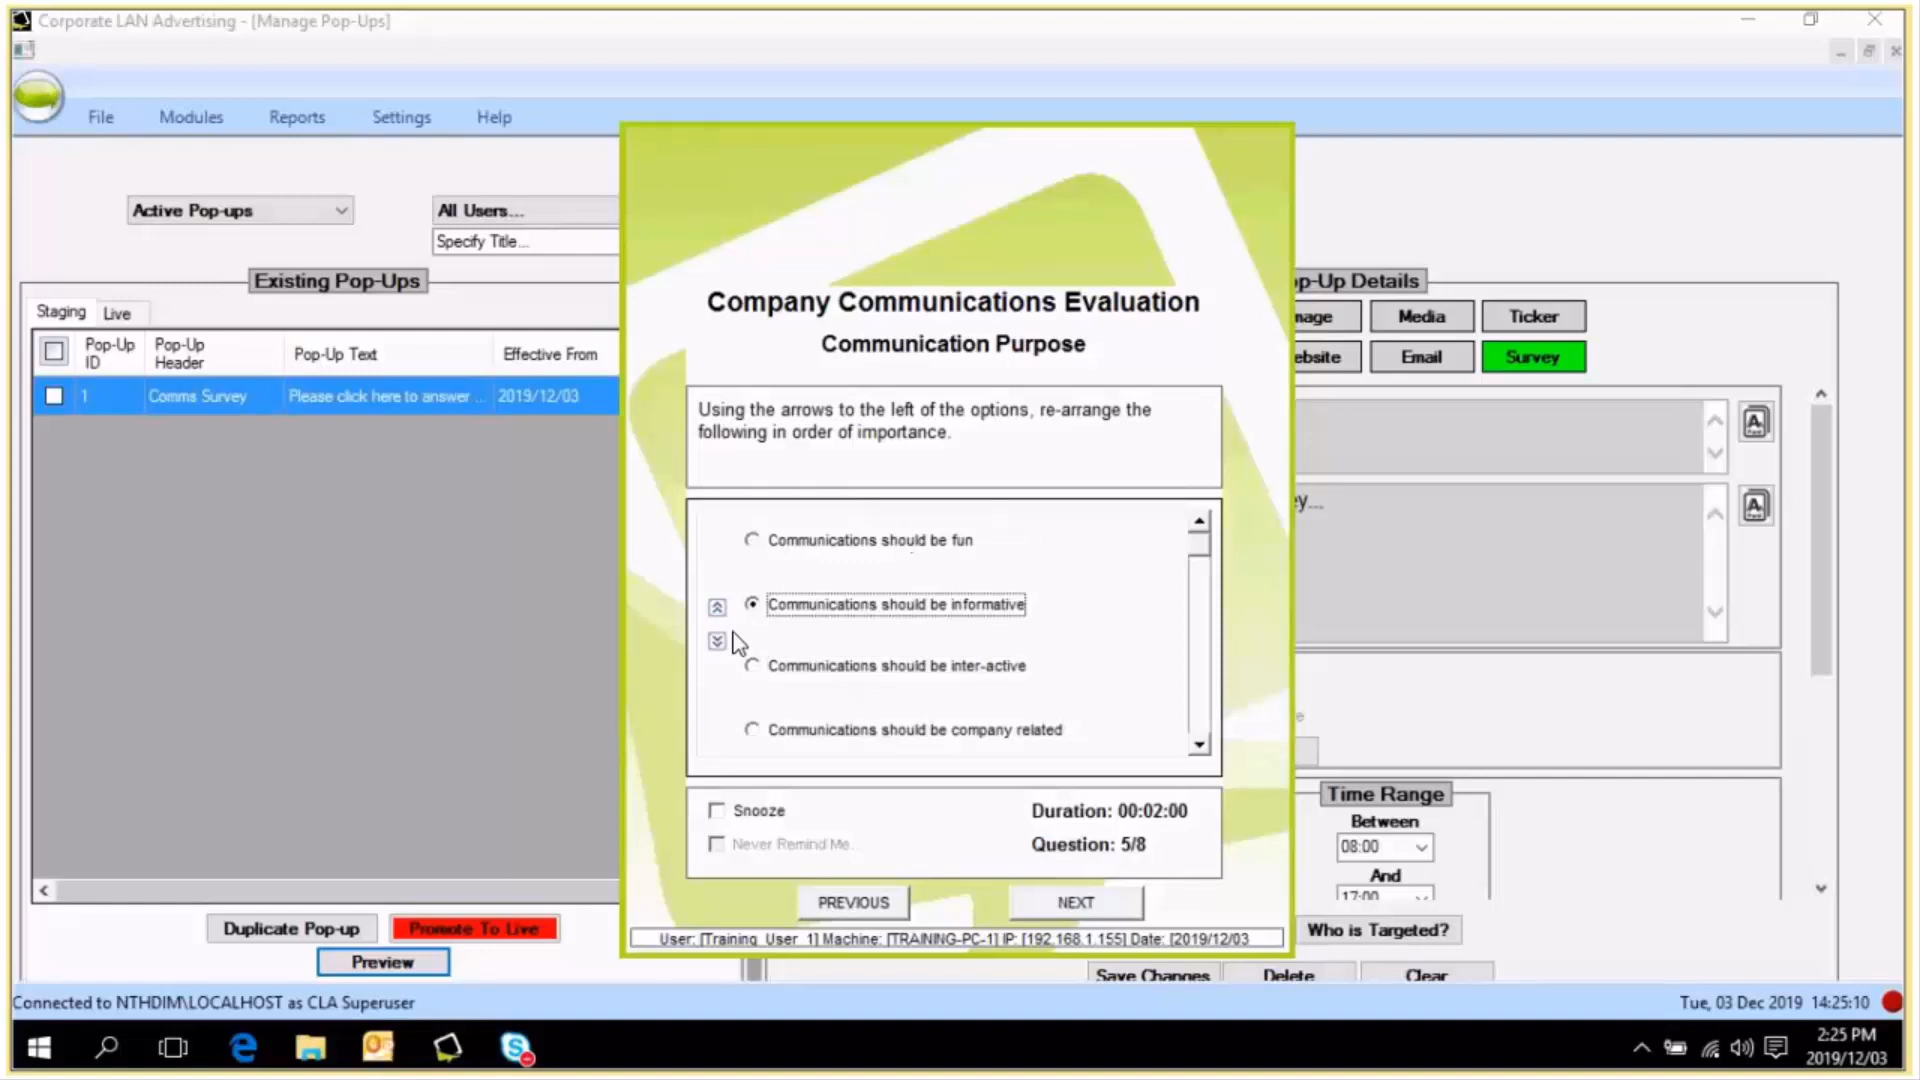 Corporate LAN Advertising - [Manage Pop-Ups]
File Modules Reports Settings Help
Active Pop-ups
All Users...
Specify Title...
Existing Pop-Ups
Staging Live
Pop-Up ID
Pop-Up Header
Pop-Up Text
Effective From
1 Comms Survey Please click here to answer ... 2019/12/03
Duplicate Pop-up
Promote To Live
Preview
Company Communications Evaluation
Communication Purpose
Using the arrows to the left of the options, re-arrange the
following in order of importance.
Communications should be fun
Communications should be informative
Communications should be inter-active
Communications should be company related
Snooze
Duration: 00:02:00
Never Remind Me...
Question: 5/8
PREVIOUS
NEXT
User: [Training_User_1] Machine: [TRAINING-PC-1] IP: [192.168.1.155] Date: [2019/12/03
op-Up Details
mage Media Ticker
ebsite Email Survey
ey...
e
Time Range
Between
08:00
And
17:00
Who is Targeted?
Save Changes Delete Clear
Connected to NTHDIM\LOCALHOST as CLA Superuser
Tue, 03 Dec 2019 14:25:10
2:25 PM
2019/12/03